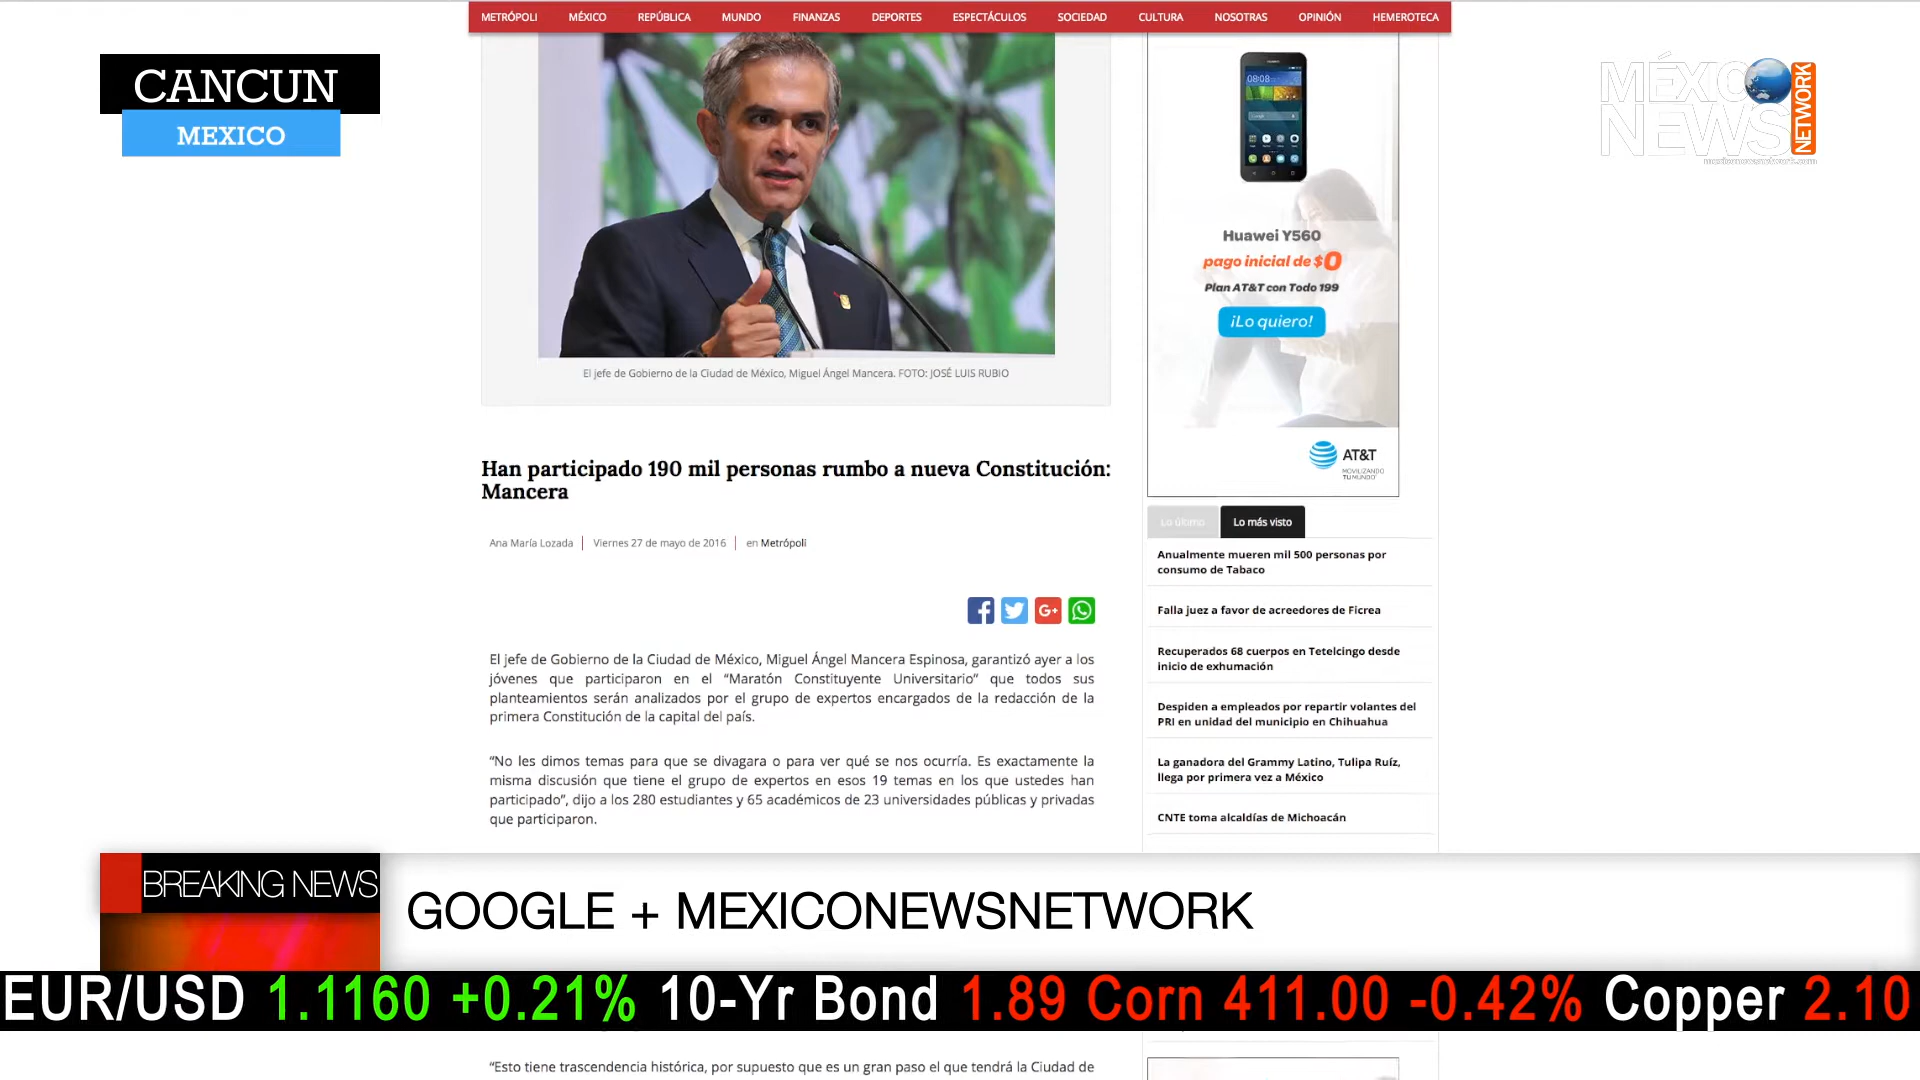 METRÓPOLI MÉXICO REPÚBLICA MUNDO FINANZAS DEPORTES ESPECTÁCULOS SOCIEDAD CULTURA NOSOTRAS OPINIÓN HEMEROTECA
CANCUN
MEXICO
MÉXICO
NEWS
NETWORK
mexiconewsnetwork.com
08:08
Huawei Y560
pago inicial de $0
Plan AT&T con Todo 199
¡Lo quiero!
AT&T
MOVILIZANDO
TU MUNDO
El jefe de Gobierno de la Ciudad de México, Miguel Ángel Mancera. FOTO: JOSÉ LUIS RUBIO
Han participado 190 mil personas rumbo a nueva Constitución:
Mancera
Ana María Lozada | Viernes 27 de mayo de 2016 | en Metrópoli
El jefe de Gobierno de la Ciudad de México, Miguel Ángel Mancera Espinosa, garantizó ayer a los
jóvenes que participaron en el “Maratón Constituyente Universitario” que todos sus
planteamientos serán analizados por el grupo de expertos encargados de la redacción de la
primera Constitución de la capital del país.
“No les dimos temas para que se divagara o para ver qué se nos ocurría. Es exactamente la
misma discusión que tiene el grupo de expertos en esos 19 temas en los que ustedes han
participado”, dijo a los 280 estudiantes y 65 académicos de 23 universidades públicas y privadas
que participaron.
Lo último Lo más visto
Anualmente mueren mil 500 personas por
consumo de Tabaco
Falla juez a favor de acreedores de Ficrea
Recuperados 68 cuerpos en Tetelcingo desde
inicio de exhumación
Despiden a empleados por repartir volantes del
PRI en unidad del municipio en Chihuahua
La ganadora del Grammy Latino, Tulipa Ruíz,
llega por primera vez a México
CNTE toma alcaldías de Michoacán
BREAKING NEWS
GOOGLE + MEXICONEWSNETWORK
EUR/USD 1.1160 +0.21% 10-Yr Bond 1.89 Corn 411.00 -0.42% Copper 2.10
“Esto tiene trascendencia histórica, por supuesto que es un gran paso el que tendrá la Ciudad de